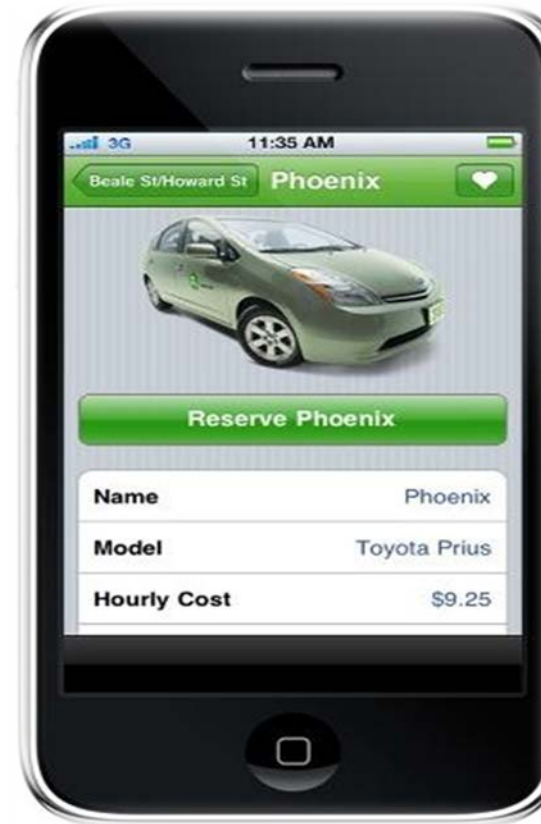 3G 11:35 AM
Beale St/Howard St Phoenix
Reserve Phoenix
Name Phoenix
Model Toyota Prius
Hourly Cost $9.25